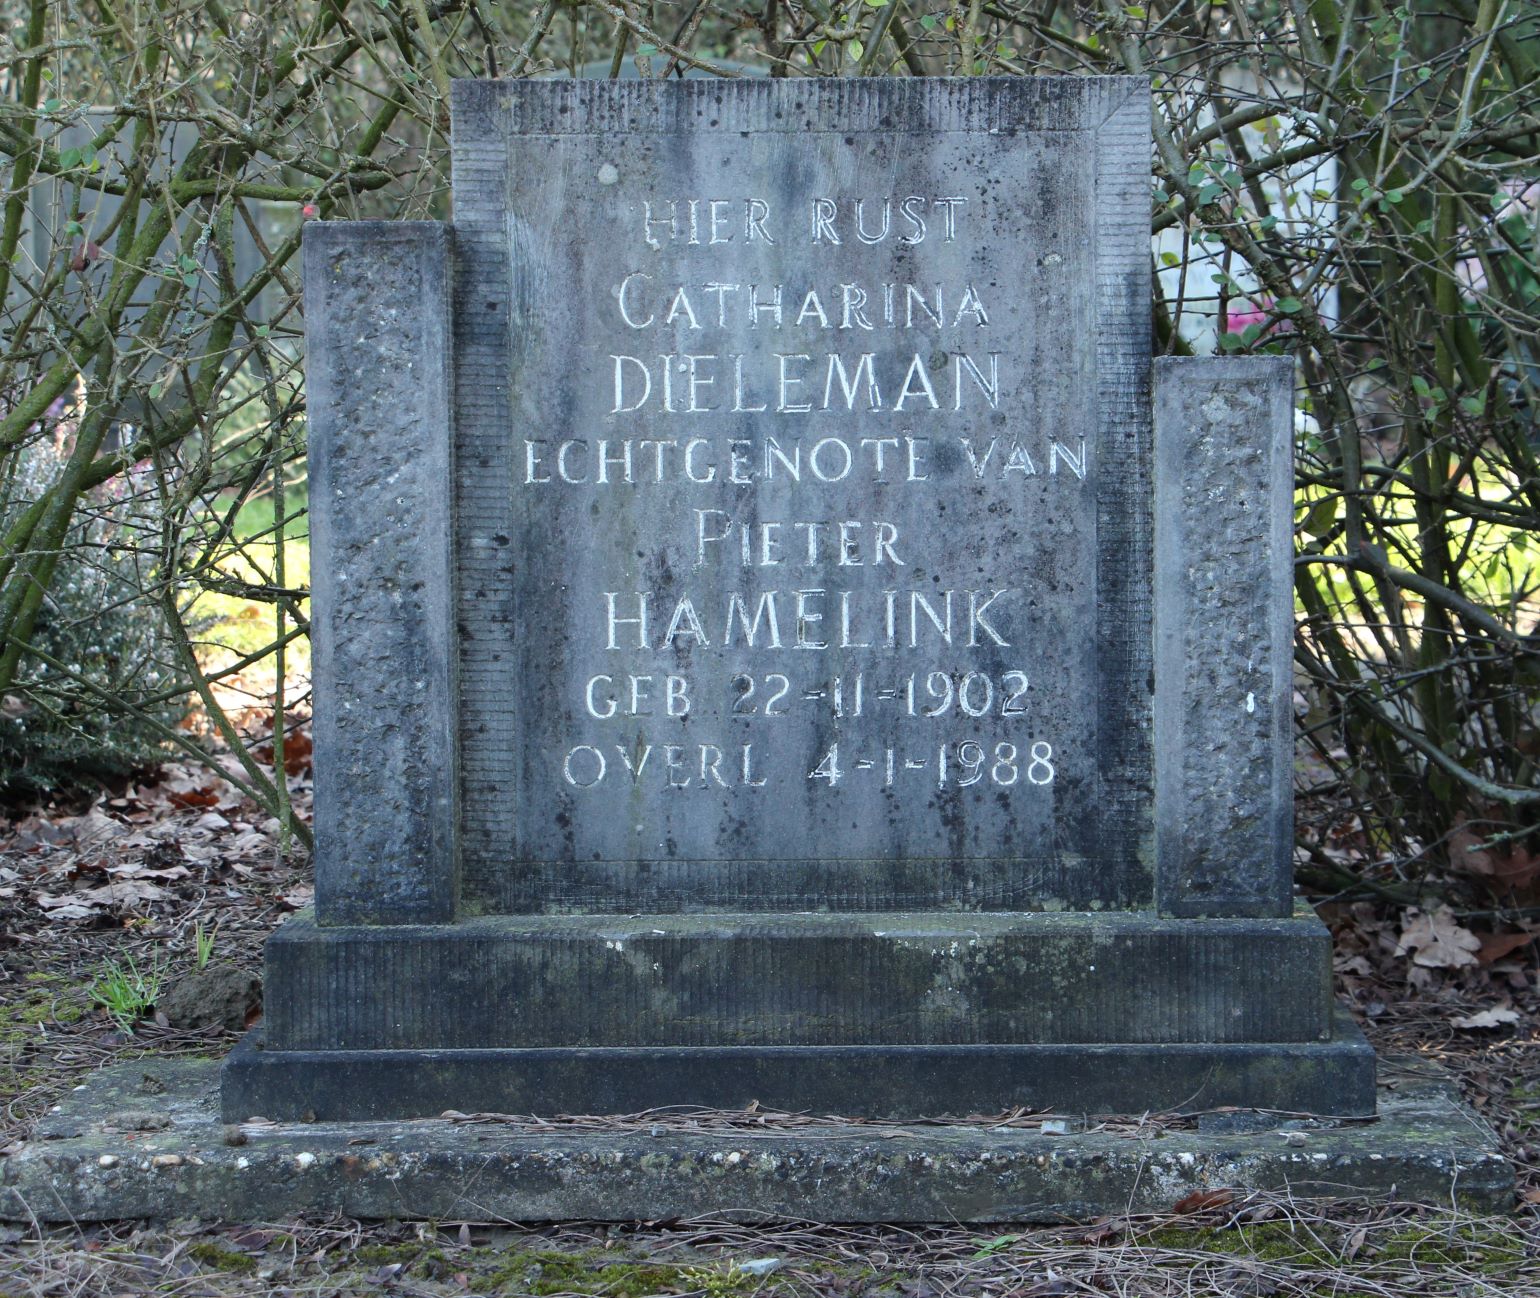 HIER RUST
CATHARINA
DIELEMAN
ECHTGENOTE VAN
PIETER
HAMELINK
GEB 22-11-1902
OVERL 4-1-1988